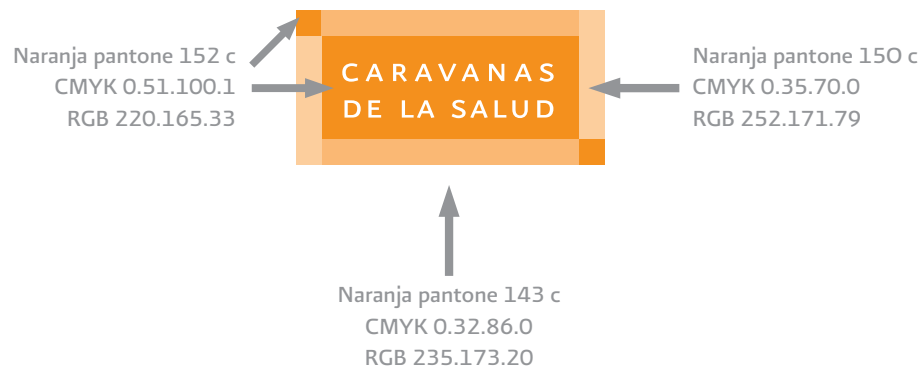 Naranja pantone 152 c
CMYK 0.51.100.1
RGB 220.165.33
CARAVANAS
DE LA SALUD
Naranja pantone 150 c
CMYK 0.35.70.0
RGB 252.171.79
Naranja pantone 143 c
CMYK 0.32.86.0
RGB 235.173.20